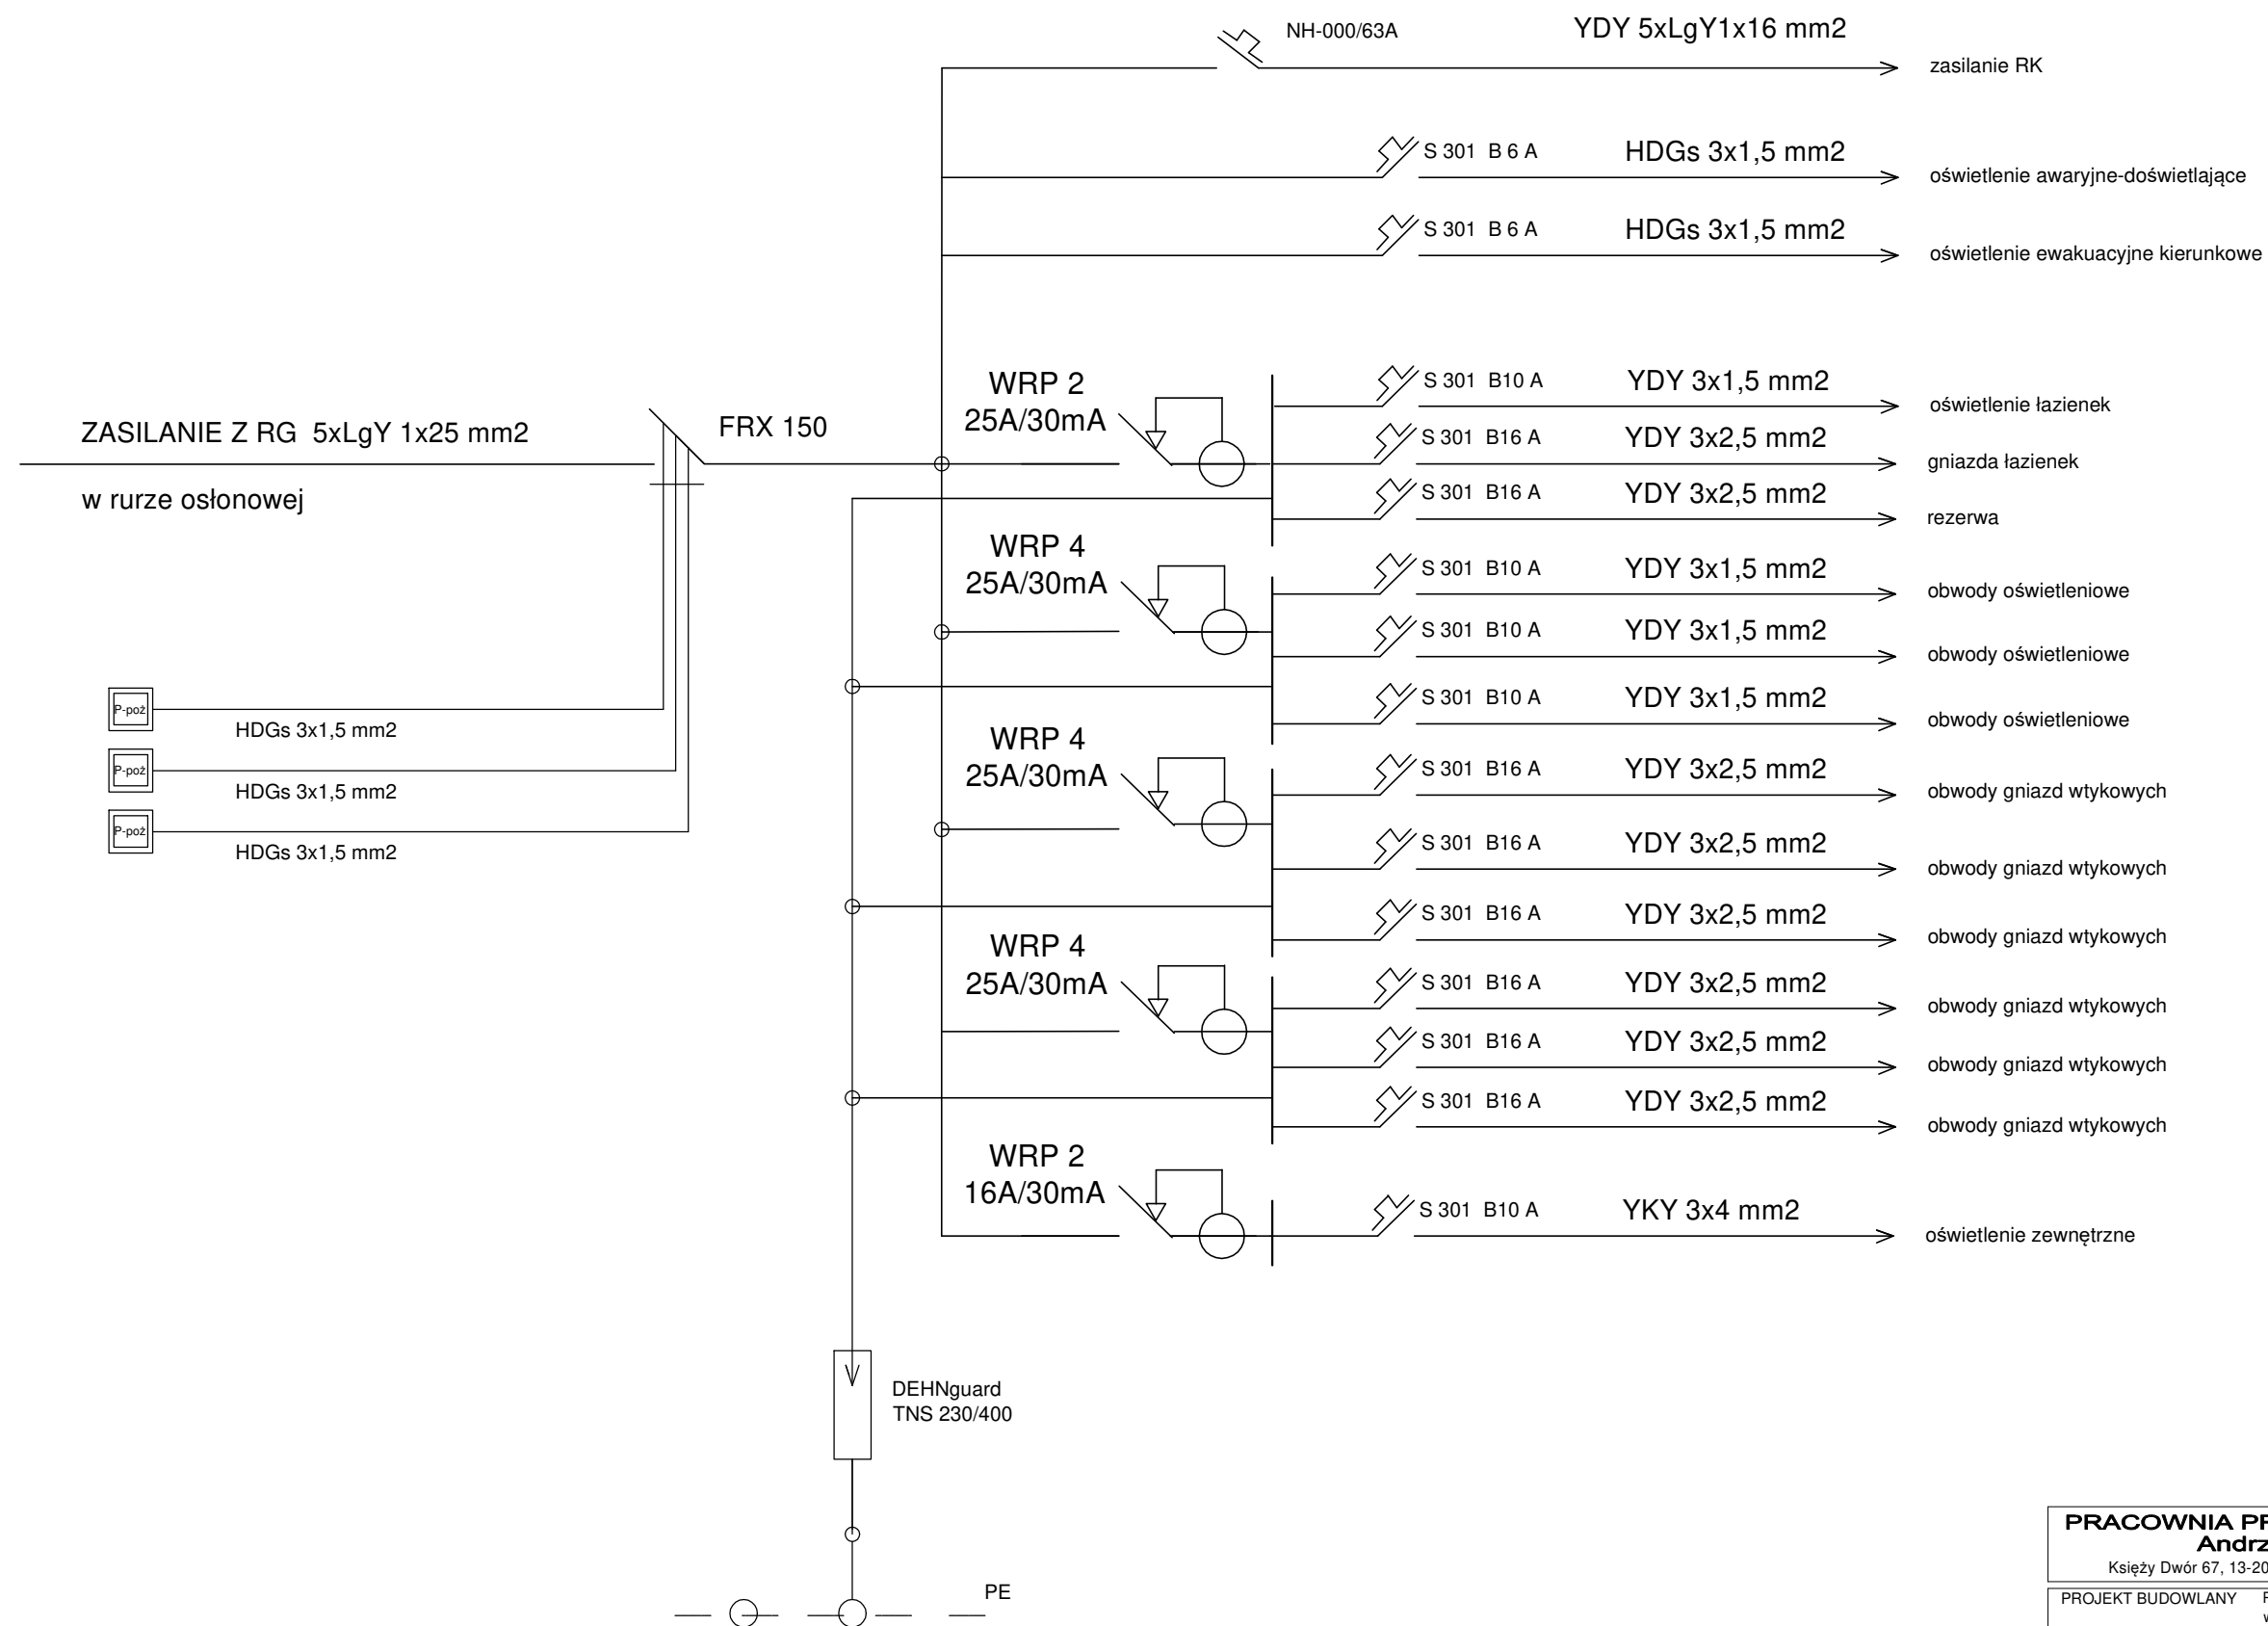 NH-000/63A YDY 5xLgY1x16 mm2
zasilanie RK
S 301 B 6 A HDGs 3x1,5 mm2
oświetlenie awaryjne-doświetlające
S 301 B 6 A HDGs 3x1,5 mm2
oświetlenie ewakuacyjne kierunkowe
ZASILANIE Z RG 5xLgY 1x25 mm2
w rurze osłonowej
FRX 150
WRP 2
25A/30mA
S 301 B10 A YDY 3x1,5 mm2
oświetlenie łazienek
S 301 B16 A YDY 3x2,5 mm2
gniazda łazienek
S 301 B16 A YDY 3x2,5 mm2
rezerwa
WRP 4
25A/30mA
S 301 B10 A YDY 3x1,5 mm2
obwody oświetleniowe
S 301 B10 A YDY 3x1,5 mm2
obwody oświetleniowe
S 301 B10 A YDY 3x1,5 mm2
obwody oświetleniowe
P-poż
HDGs 3x1,5 mm2
P-poż
HDGs 3x1,5 mm2
P-poż
HDGs 3x1,5 mm2
WRP 4
25A/30mA
S 301 B16 A YDY 3x2,5 mm2
obwody gniazd wtykowych
S 301 B16 A YDY 3x2,5 mm2
obwody gniazd wtykowych
S 301 B16 A YDY 3x2,5 mm2
obwody gniazd wtykowych
WRP 4
25A/30mA
S 301 B16 A YDY 3x2,5 mm2
obwody gniazd wtykowych
S 301 B16 A YDY 3x2,5 mm2
obwody gniazd wtykowych
S 301 B16 A YDY 3x2,5 mm2
obwody gniazd wtykowych
WRP 2
16A/30mA
S 301 B10 A YKY 3x4 mm2
oświetlenie zewnętrzne
DEHNguard
TNS 230/400
PE
PRACOWNIA
Księży Dwór 67,
PROJEKT BUDOWLANY